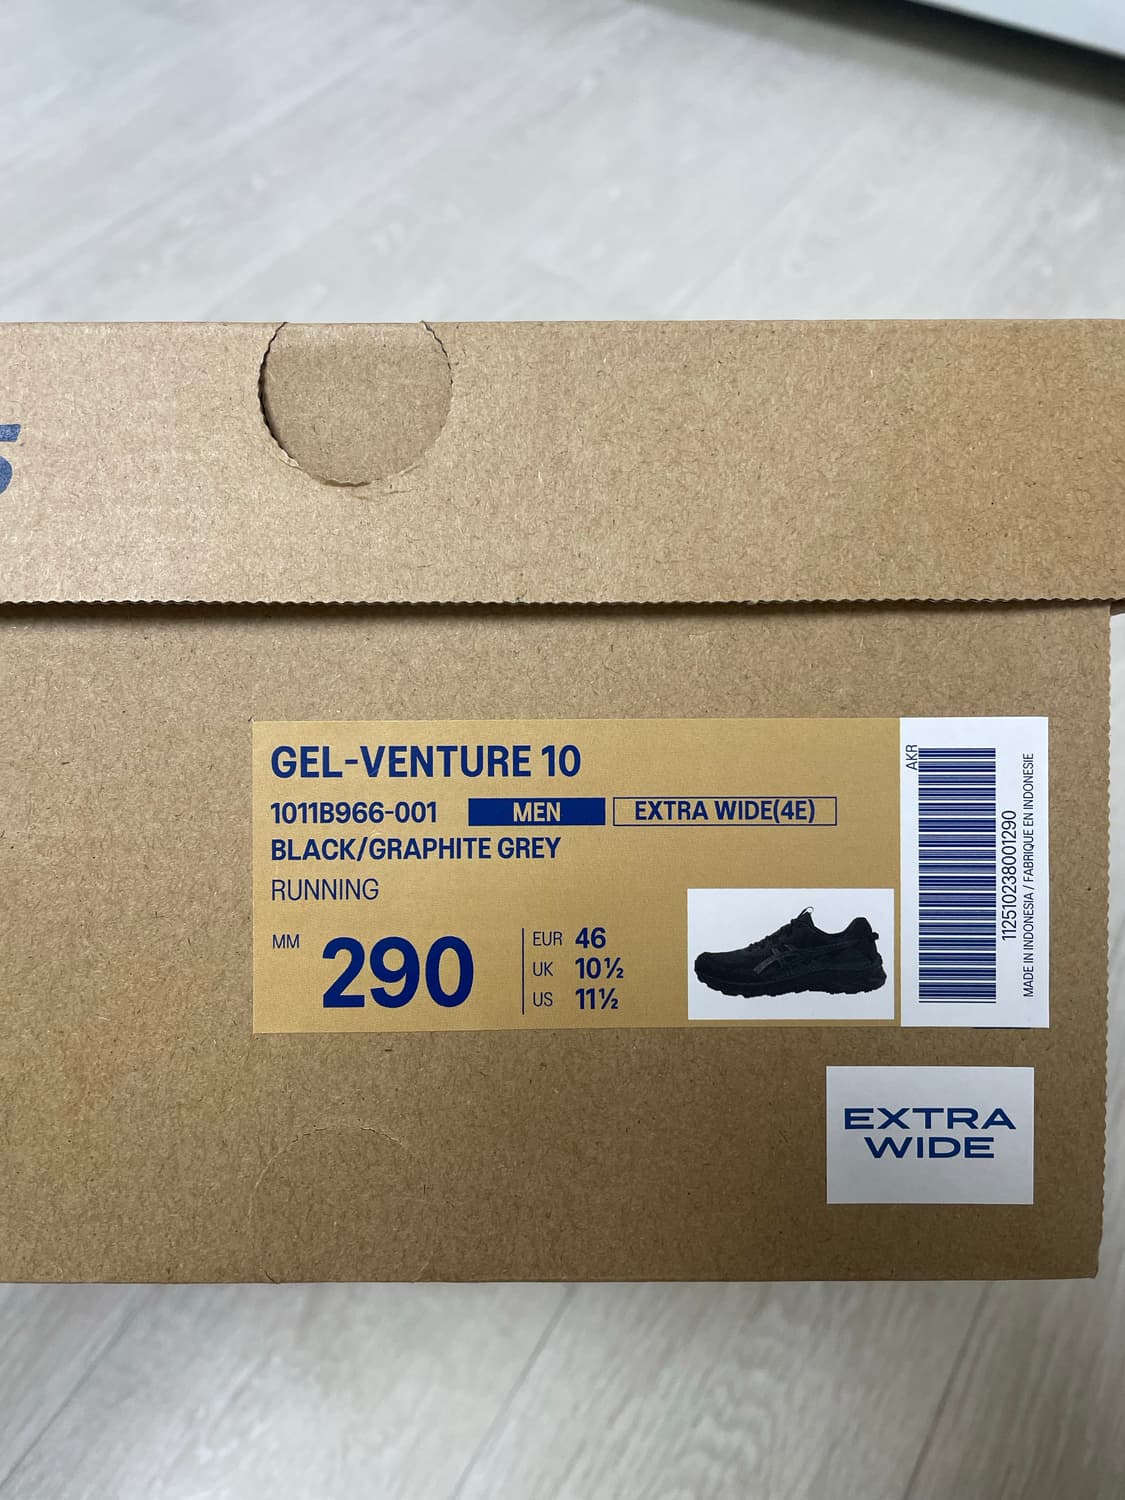 GEL-VENTURE 10
1011B966-001 MEN EXTRA WIDE(4E)
BLACK/GRAPHITE GREY
RUNNING
MM 290
EUR 46
UK 10½
US 11½
AKR
112510238001290
MADE IN INDONESIA / FABRIQUE EN INDONESIE
EXTRA
WIDE